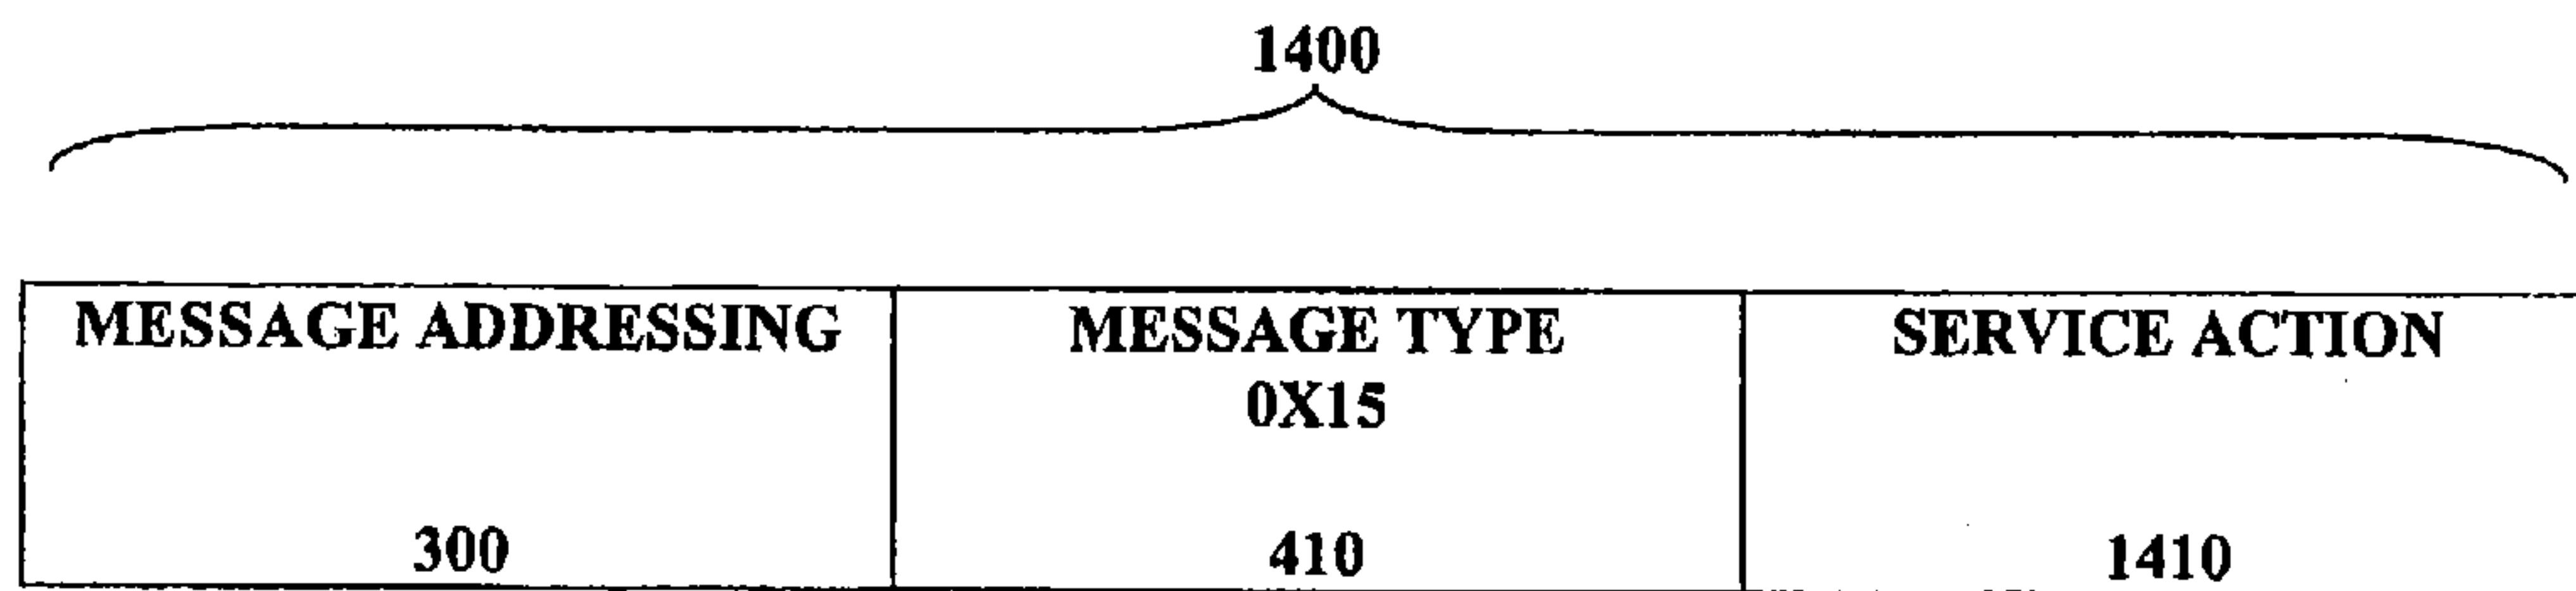 1400
MESSAGE ADDRESSING
300
MESSAGE TYPE
0X15
410
SERVICE ACTION
1410